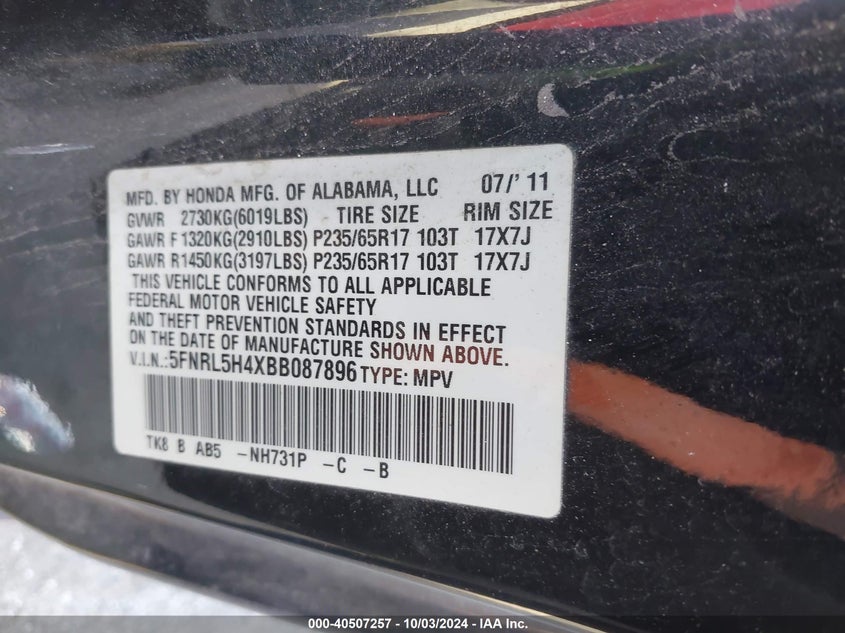 MFD. BY HONDA MFG. OF ALABAMA, LLC 07/'11
GVWR 2730KG(6019LBS) TIRE SIZE RIM SIZE
GAWR F 1320KG(2910LBS) P235/65R17 103T 17X7J
GAWR R1450KG(3197LBS) P235/65R17 103T 17X7J
THIS VEHICLE CONFORMS TO ALL APPLICABLE
FEDERAL MOTOR VEHICLE SAFETY
AND THEFT PREVENTION STANDARDS IN EFFECT
ON THE DATE OF MANUFACTURE SHOWN ABOVE.
V.I.N.:5FNRL5H4XBB087896 TYPE: MPV
TK8 B AB5 -NH731P -C -B
000-40507257 - 10/03/2024 - IAA Inc.